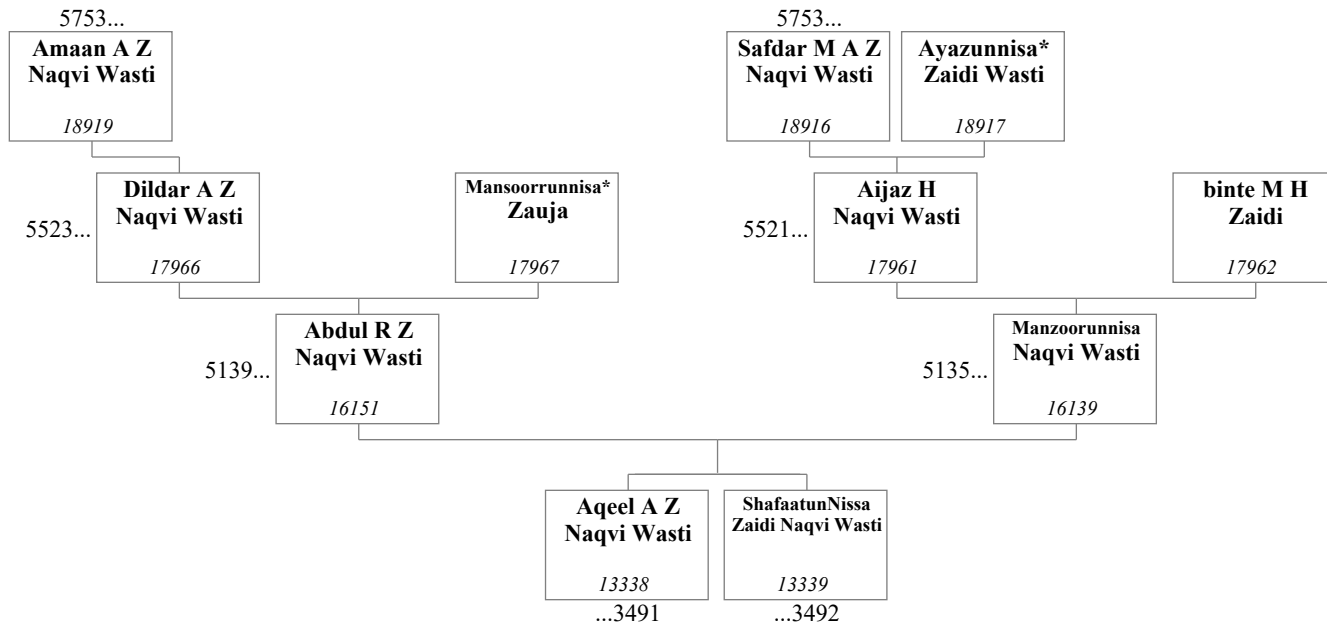 5753...
Amaan A Z
Naqvi Wasti
18919
5753...
Safdar M A Z
Naqvi Wasti
18916
Ayazunnisa*
Zaidi Wasti
18917
5523...
Dildar A Z
Naqvi Wasti
17966
Mansoorrunnisa*
Zauja
17967
5521...
Aijaz H
Naqvi Wasti
17961
binte M H
Zaidi
17962
5139...
Abdul R Z
Naqvi Wasti
16151
5135...
Manzoorunnisa
Naqvi Wasti
16139
Aqeel A Z
Naqvi Wasti
13338
...3491
ShafaatunNissa
Zaidi Naqvi Wasti
13339
...3492